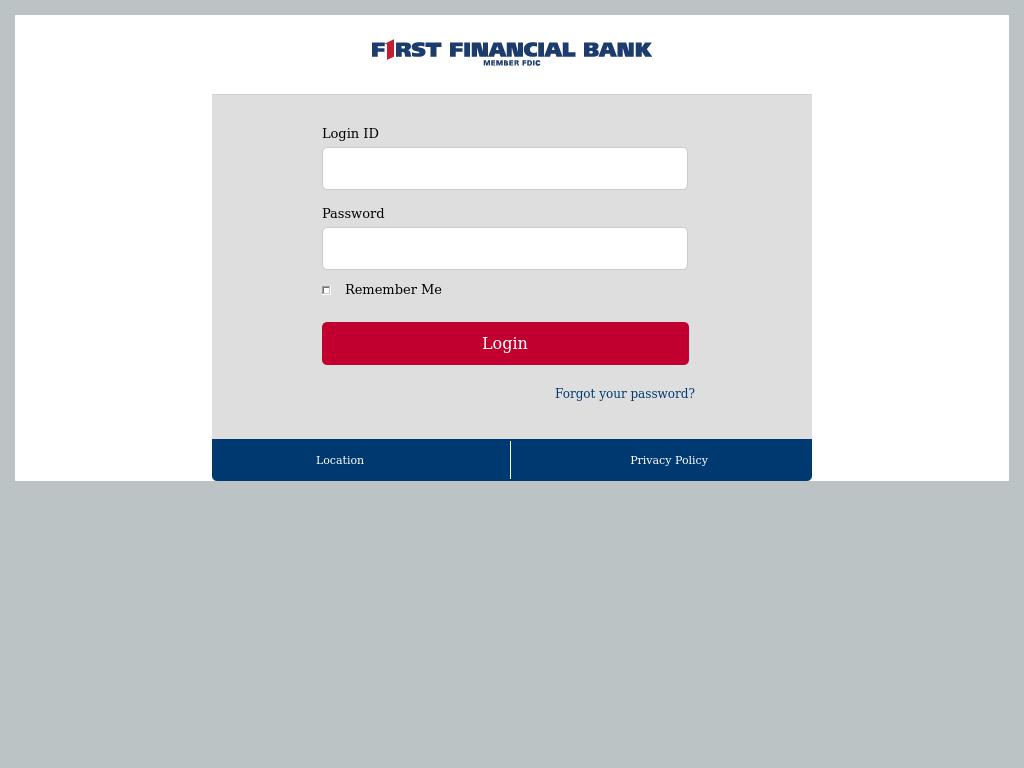 FIRST FINANCIAL BANK
MEMBER FDIC
Login ID
Password
Remember Me
Login
Forgot your password?
Location
Privacy Policy